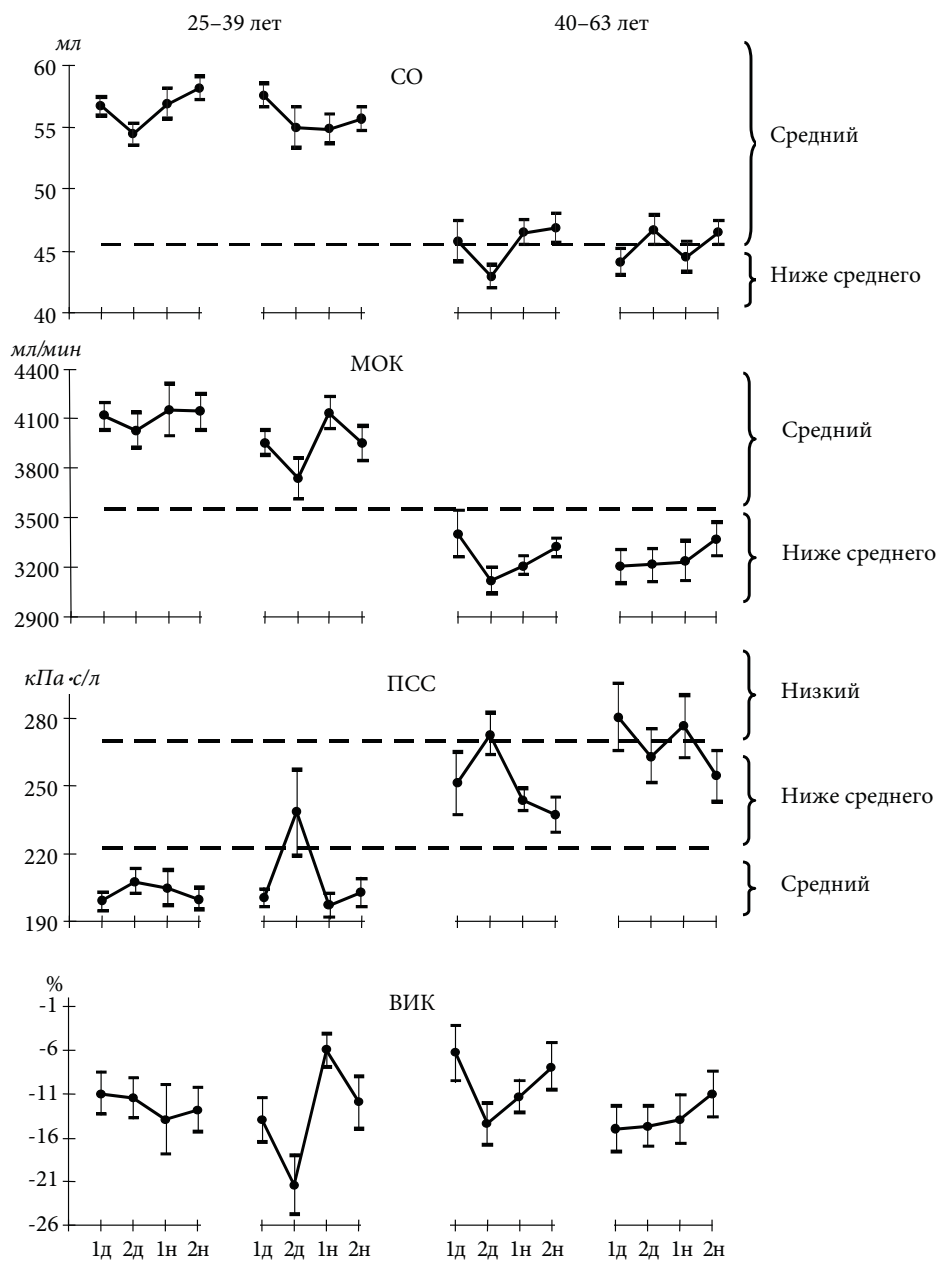 25–39 лет 40–63 лет
мл
СО
60
55
50
45
40
Средний
Ниже среднего
мл/мин
МОК
4400
4100
3800
3500
3200
2900
Средний
Ниже среднего
кПа·с/л
ПСС
280
250
220
190
Низкий
Ниже среднего
Средний
%
ВИК
-1
-6
-11
-16
-21
-26
1д 2д 1н 2н 1д 2д 1н 2н 1д 2д 1н 2н 1д 2д 1н 2н